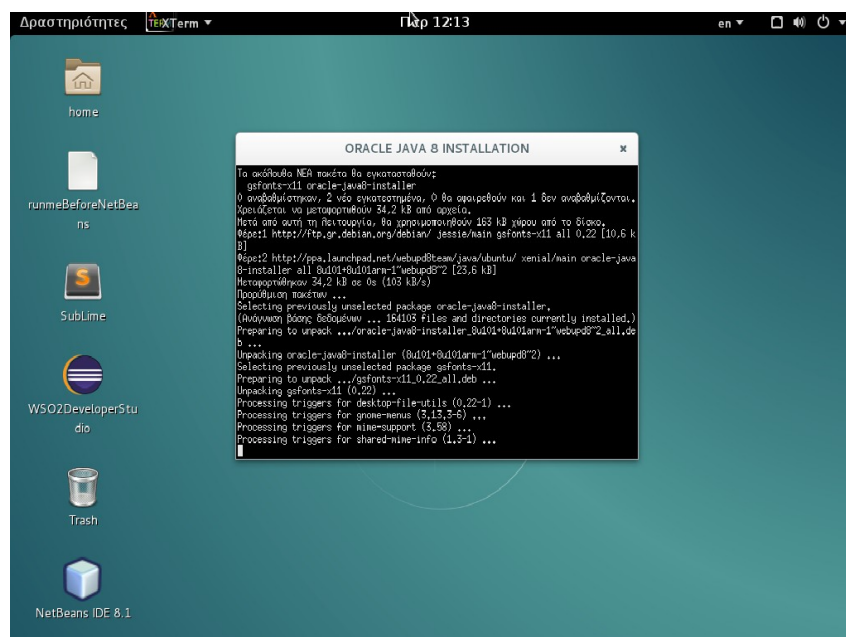 Δραστηριότητες
XTerm
Παρ 12:13
en
home
runmeBeforeNetBea
ns
SubLime
WSO2DeveloperStu
dio
Trash
NetBeans IDE 8.1
ORACLE JAVA 8 INSTALLATION
Τα ακόλουθα ΝΕΑ πακέτα θα εγκατασταθούν:
gsfonts-x11 oracle-java8-installer
0 αναβαθμίστηκαν, 2 νέο εγκατεστημένα, 0 θα αφαιρεθούν και 1 δεν αναβαθμίζονται.
Χρειάζεται να μεταφορτωθούν 34,2 kB από αρχεία.
Μετά από αυτή τη λειτουργία, θα χρησιμοποιηθούν 163 kB χώρου από το δίσκο.
Φέρε:1 http://ftp.gr.debian.org/debian/ jessie/main gsfonts-x11 all 0.22 [10,6 k
B]
Φέρε:2 http://ppa.launchpad.net/webupd8team/java/ubuntu/ xenial/main oracle-java
8-installer all 8u101+8u101arm-1~webupd8~2 [23,6 kB]
Μεταφορτώθηκαν 34,2 kB σε 0s (103 kB/s)
Προρύθμιση πακέτων ...
Selecting previously unselected package oracle-java8-installer.
(Ανάγνωση βάσης δεδομένων ... 164103 files and directories currently installed.)
Preparing to unpack .../oracle-java8-installer_8u101+8u101arm-1~webupd8~2_all.de
b ...
Unpacking oracle-java8-installer (8u101+8u101arm-1~webupd8~2) ...
Selecting previously unselected package gsfonts-x11.
Preparing to unpack .../gsfonts-x11_0.22_all.deb ...
Unpacking gsfonts-x11 (0.22) ...
Processing triggers for desktop-file-utils (0.22-1) ...
Processing triggers for gnome-menus (3.13.3-6) ...
Processing triggers for mime-support (3.58) ...
Processing triggers for shared-mime-info (1.3-1) ...